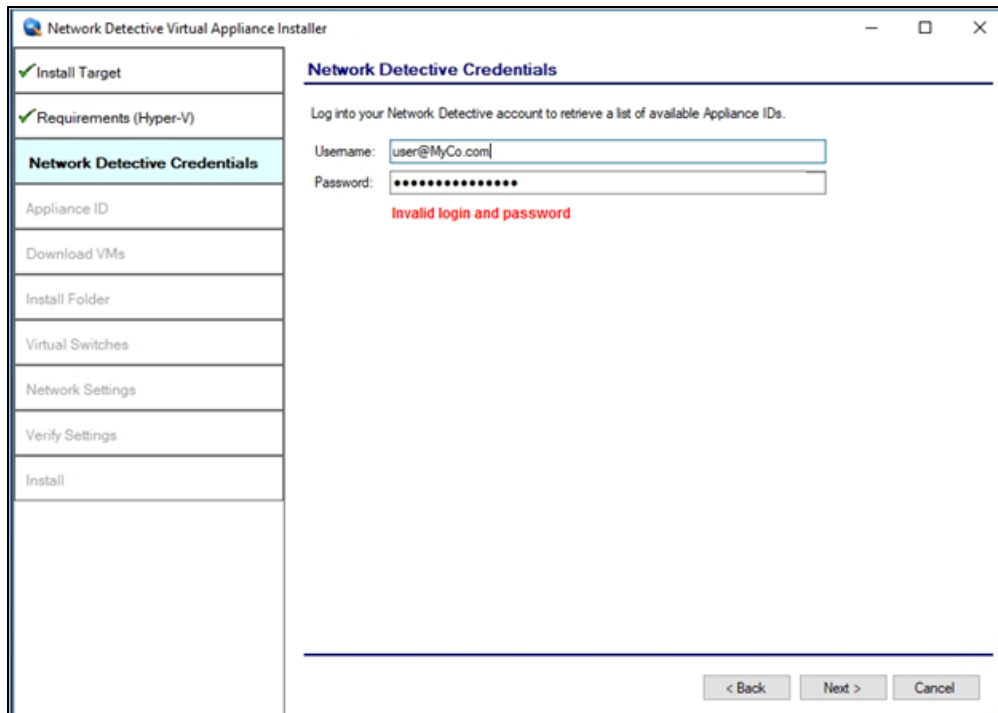 Network Detective Virtual Appliance Installer
Install Target
Requirements (Hyper-V)
Network Detective Credentials
Appliance ID
Download VMs
Install Folder
Virtual Switches
Network Settings
Verify Settings
Install
Network Detective Credentials
Log into your Network Detective account to retrieve a list of available Appliance IDs.
Username: user@MyCo.com
Password: •••••••••••••••
Invalid login and password
< Back Next > Cancel